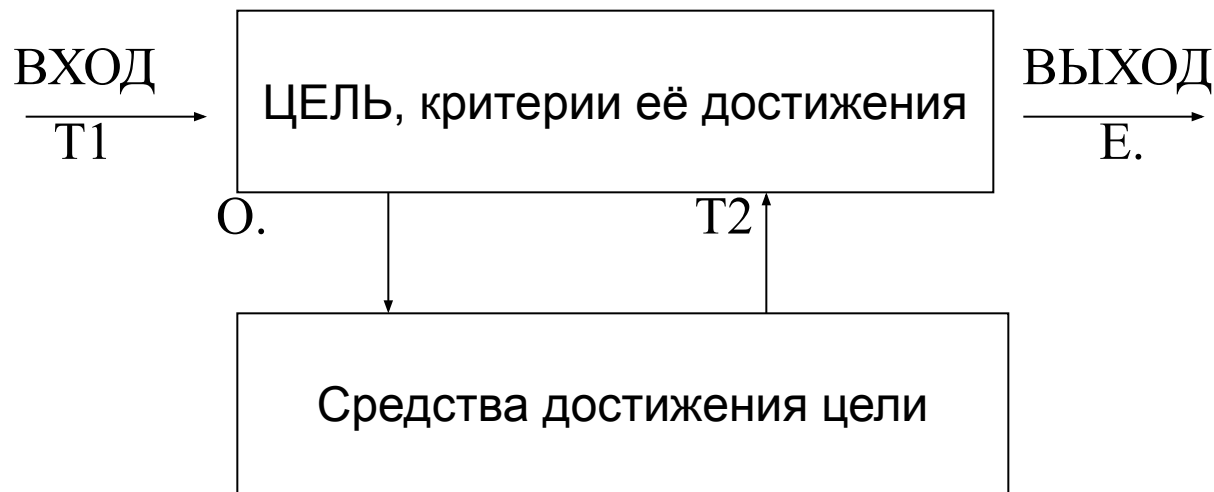 ВХОД
Т1
ЦЕЛЬ, критерии её достижения
ВЫХОД
Е.
О.
Т2
Средства достижения цели